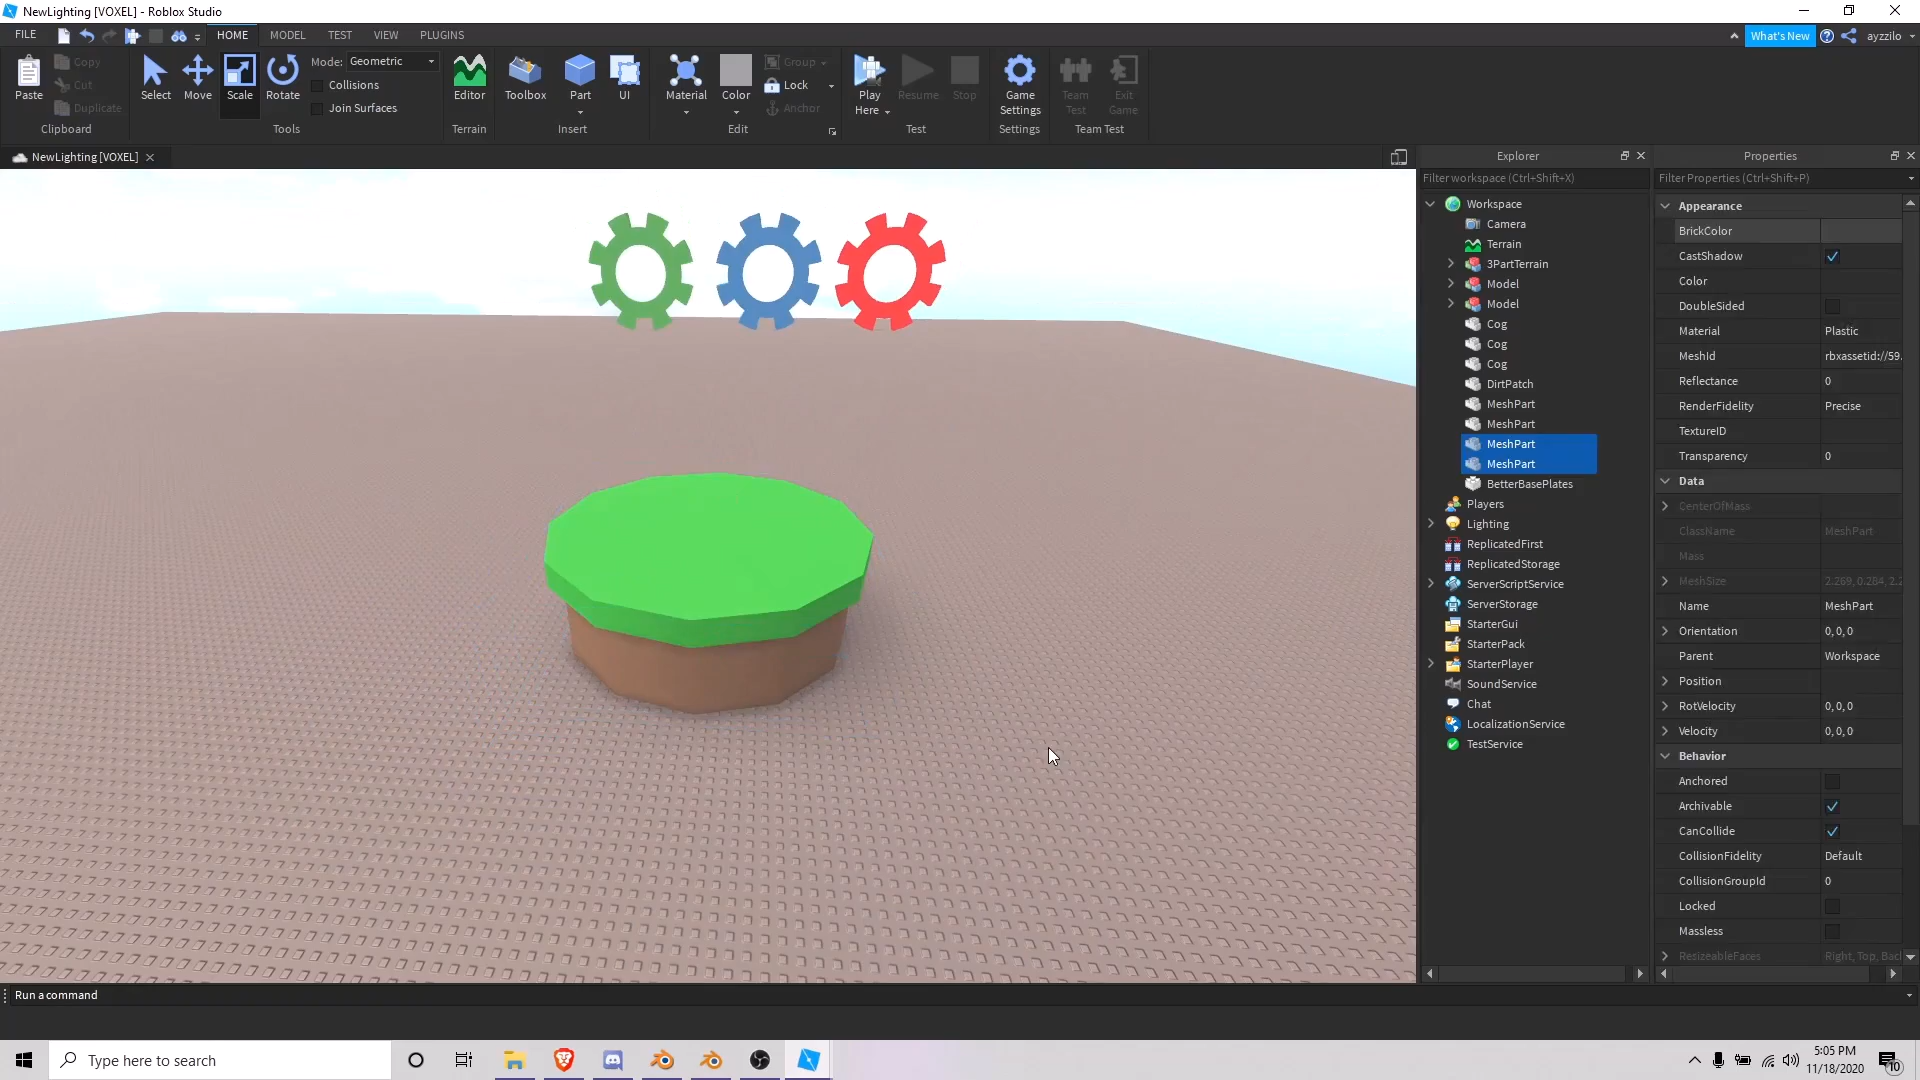 NewLighting [VOXEL] - Roblox Studio
FILE HOME MODEL TEST VIEW PLUGINS What's New ayzzilo
Paste
Copy
Cut
Duplicate
Clipboard
Select
Move
Scale
Rotate
Mode: Geometric
Collisions
Join Surfaces
Tools
Editor
Terrain
Toolbox
Part
UI
Insert
Material
Color
Group
Lock
Anchor
Edit
Play
Here
Resume
Stop
Test
Game
Settings
Settings
Team
Test
Exit
Game
Team Test
NewLighting [VOXEL]
Explorer
Filter workspace (Ctrl+Shift+X)
Workspace
Camera
Terrain
3PartTerrain
Model
Model
Cog
Cog
Cog
DirtPatch
MeshPart
MeshPart
MeshPart
MeshPart
BetterBasePlates
Players
Lighting
ReplicatedFirst
ReplicatedStorage
ServerScriptService
ServerStorage
StarterGui
StarterPack
StarterPlayer
SoundService
Chat
LocalizationService
TestService
Properties
Filter Properties (Ctrl+Shift+P)
Appearance
BrickColor
CastShadow
Color
DoubleSided
Material Plastic
MeshId rbxassetid://59.
Reflectance 0
RenderFidelity Precise
TextureID
Transparency 0
Data
CenterOfMass
ClassName MeshPart
Mass
MeshSize 2.269, 0.284, 2.2
Name MeshPart
Orientation 0, 0, 0
Parent Workspace
Position
RotVelocity 0, 0, 0
Velocity 0, 0, 0
Behavior
Anchored
Archivable
CanCollide
CollisionFidelity Default
CollisionGroupId 0
Locked
Massless
ResizeableFaces Right, Top, Bac
Run a command
Type here to search
5:05 PM
11/18/2020
10